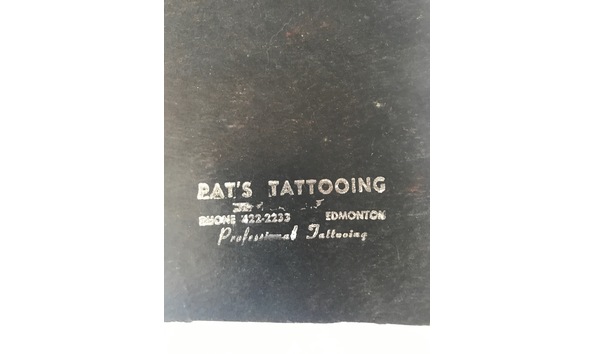 PAT'S TATTOOING
PHONE 422-2233 EDMONTON
Professional Tattooing